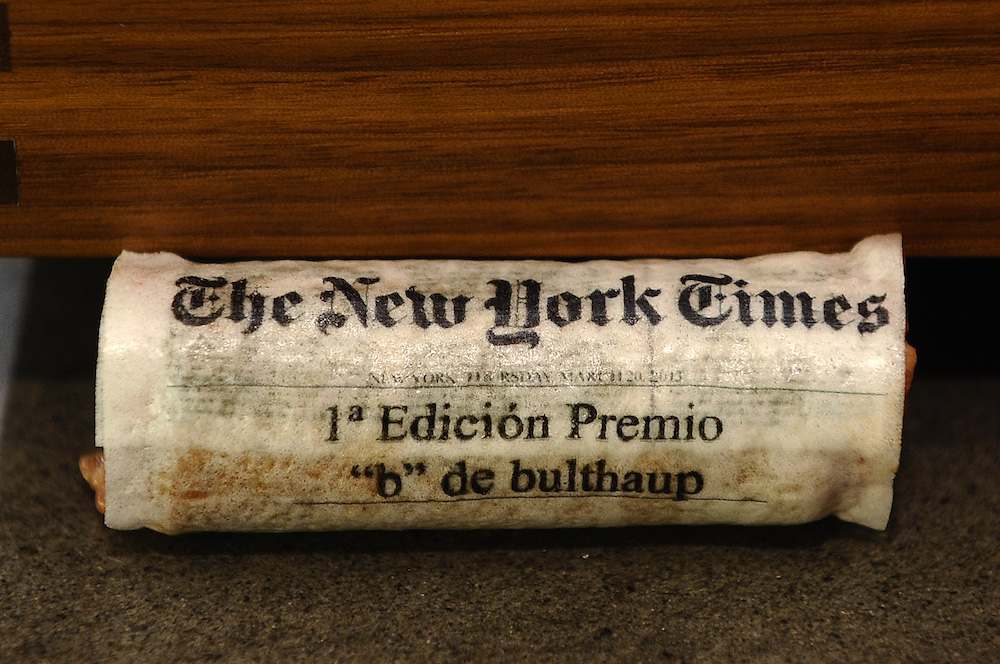 The New York Times
NEW YORK, THURSDAY, MARCH 20, 2013
1ª Edición Premio
“b” de bulthaup